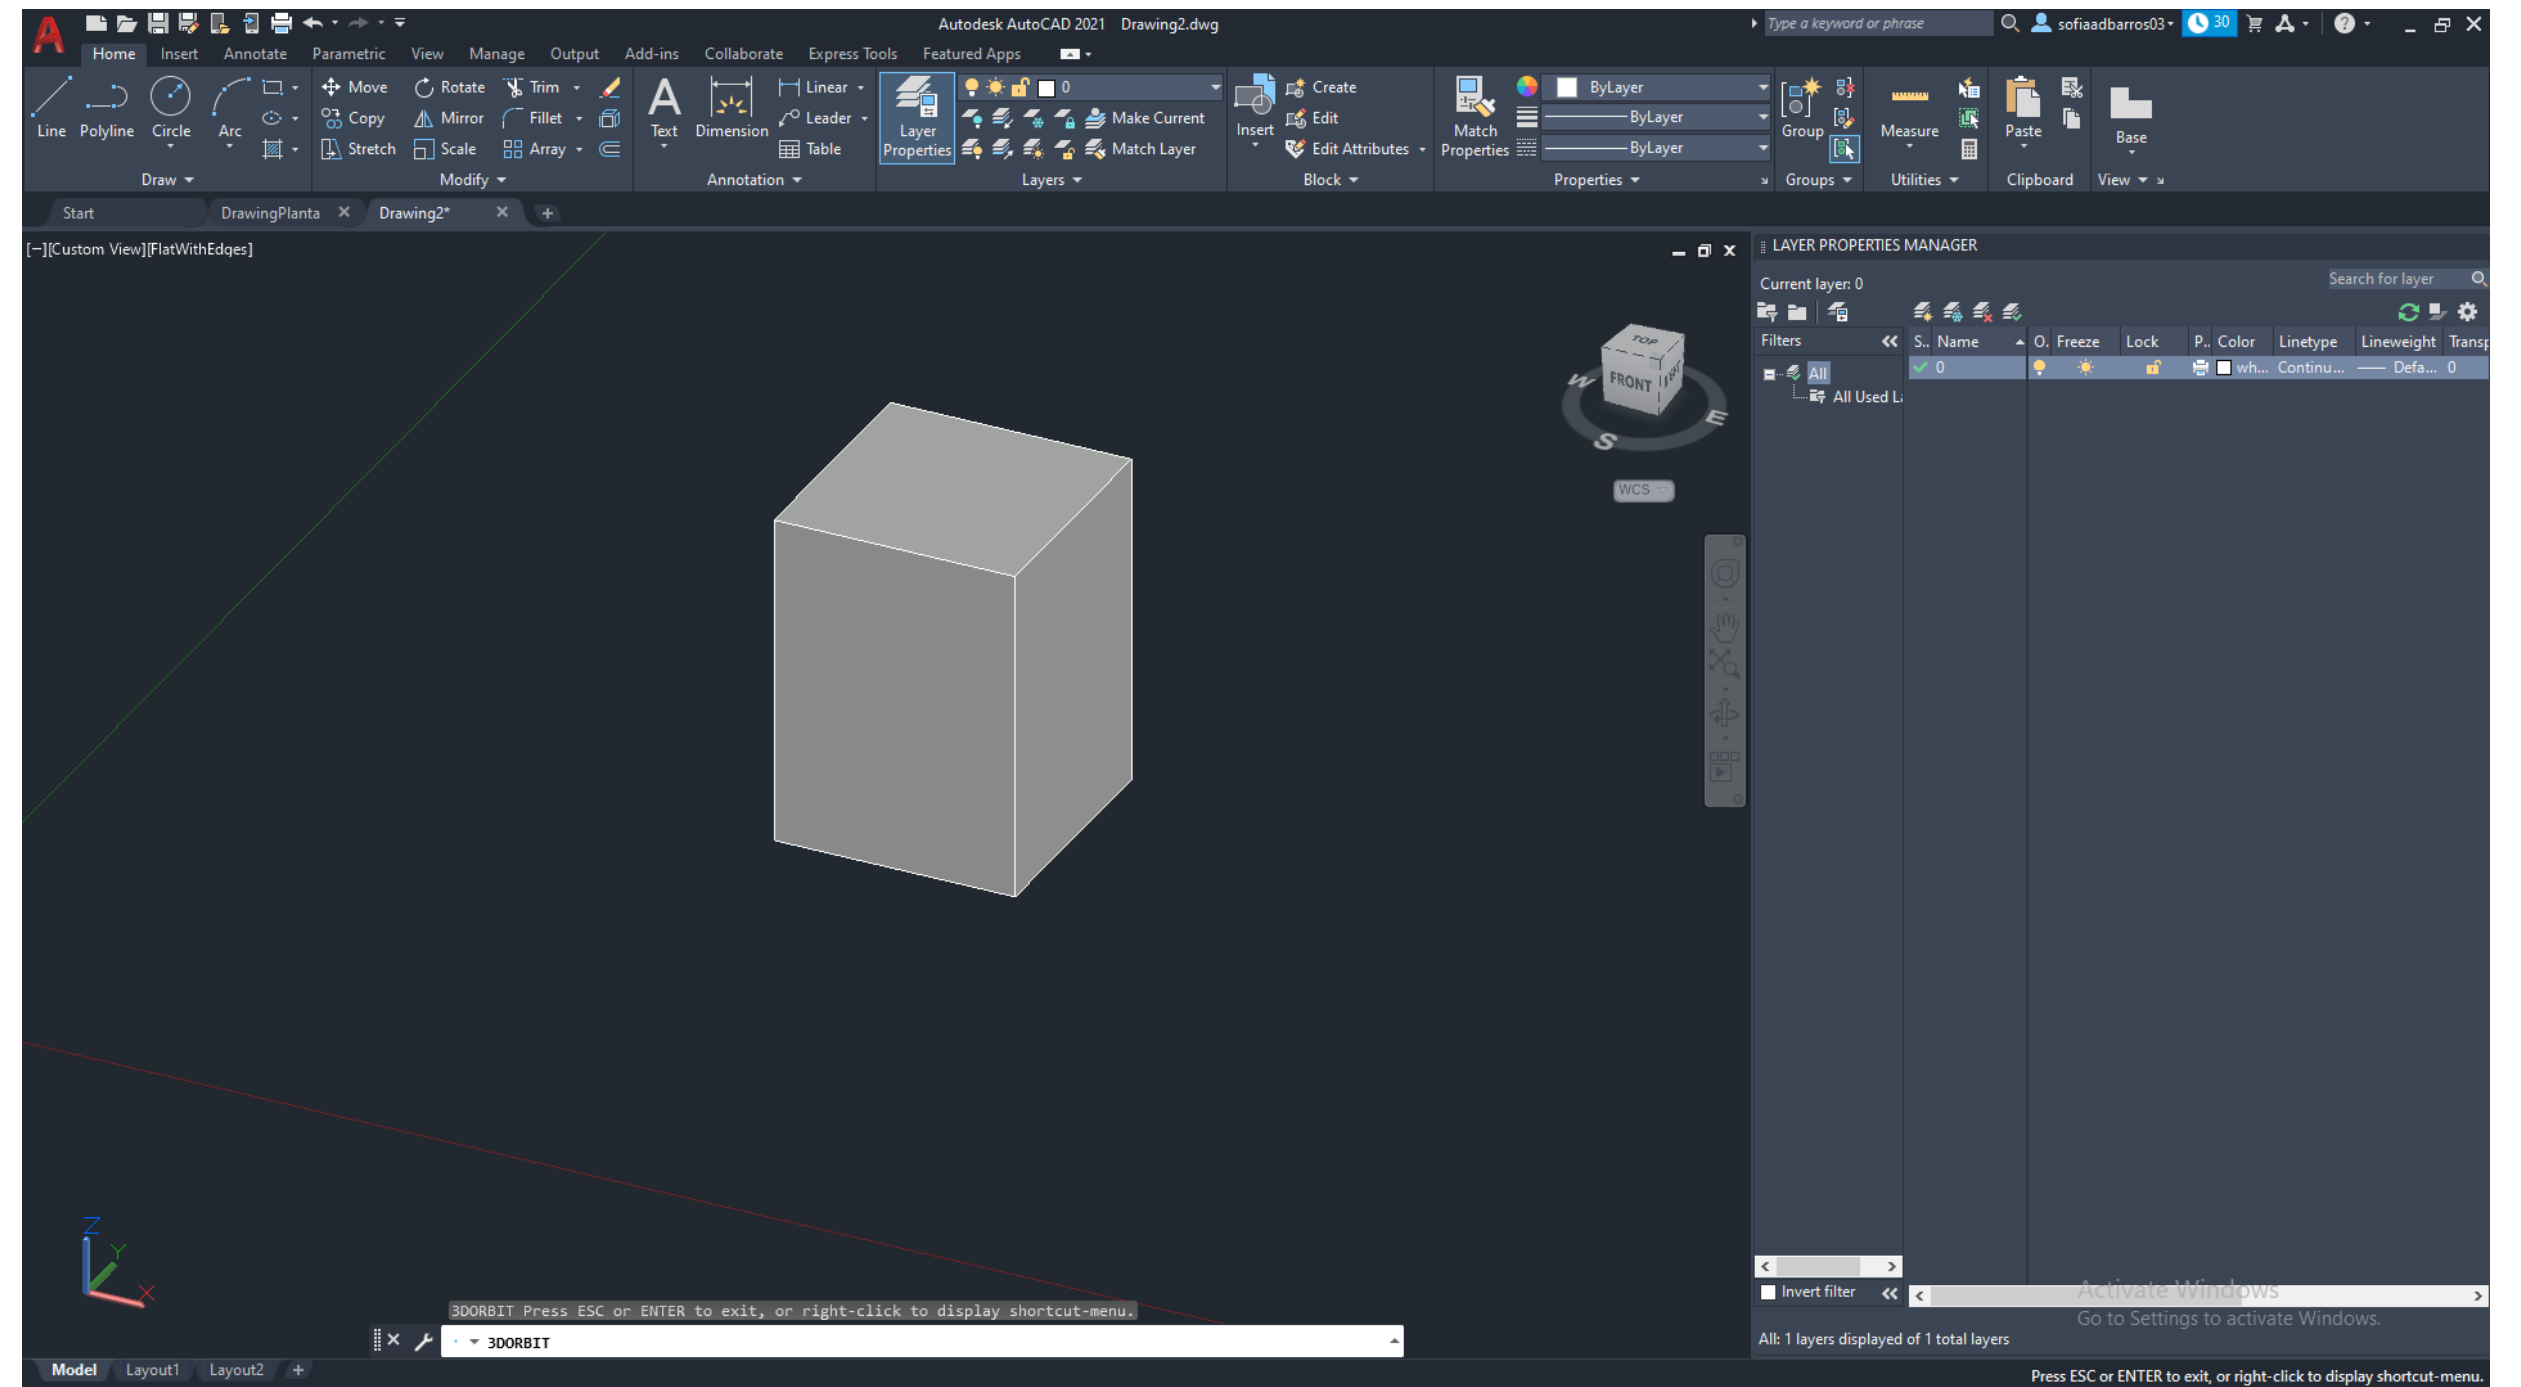 Autodesk AutoCAD 2021 Drawing2.dwg
Type a keyword or phrase
sofiaadbarros03
30
Home Insert Annotate Parametric View Manage Output Add-ins Collaborate Express Tools Featured Apps
Line Polyline Circle Arc
Move Rotate Trim
Copy Mirror Fillet
Stretch Scale Array
Text Dimension
Linear
Leader
Table
Layer
Properties
0
Make Current
Match Layer
Insert
Create
Edit
Edit Attributes
Match
Properties
ByLayer
ByLayer
ByLayer
Group
Measure
Paste
Base
Draw Modify Annotation Layers Block Properties Groups Utilities Clipboard View
Start DrawingPlanta Drawing2*
[−][Custom View][FlatWithEdges]
TOP
FRONT
W
S
E
WCS
LAYER PROPERTIES MANAGER
Current layer: 0
Search for layer
Filters
S.. Name O. Freeze Lock P.. Color Linetype Lineweight Transp
All
0 wh... Continu... Defa... 0
All Used La
Z
Y
X
3DORBIT Press ESC or ENTER to exit, or right-click to display shortcut-menu.
3DORBIT
Invert filter
All: 1 layers displayed of 1 total layers
Activate Windows
Go to Settings to activate Windows.
Model Layout1 Layout2 +
Press ESC or ENTER to exit, or right-click to display shortcut-menu.